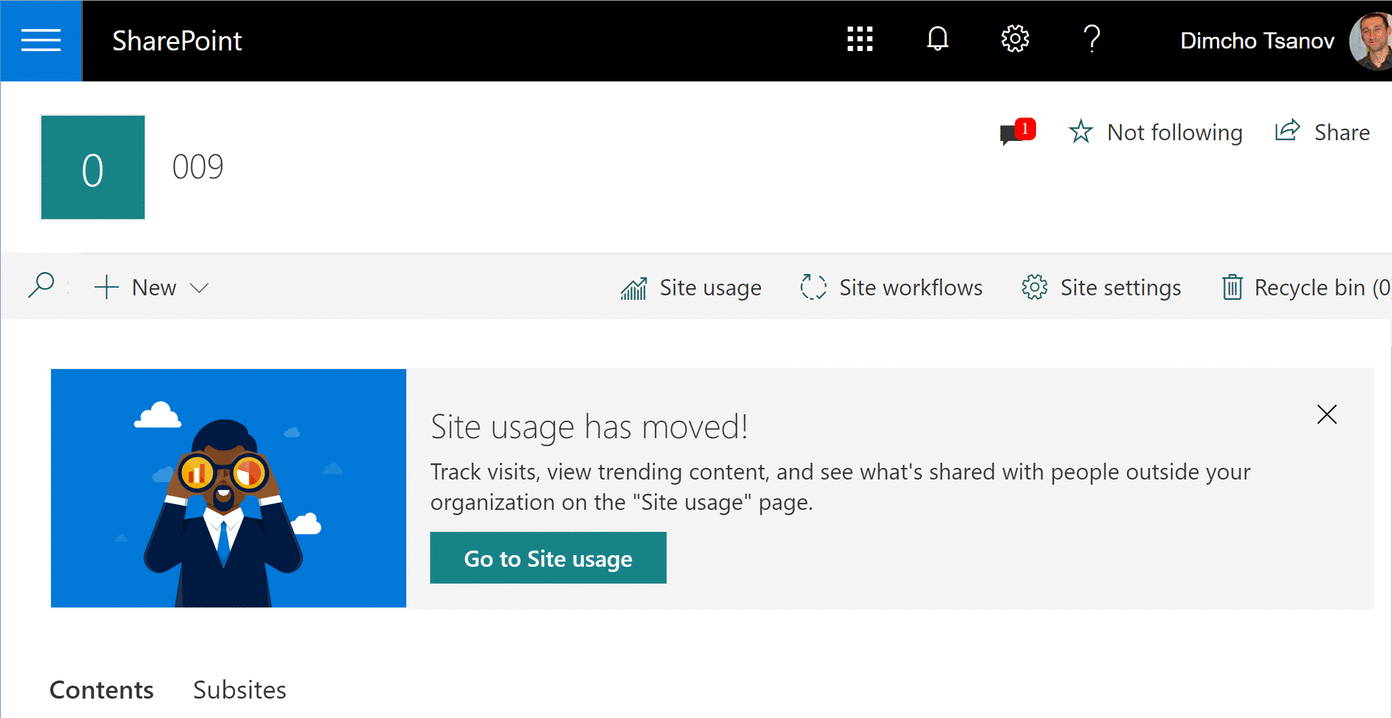 SharePoint
Dimcho Tsanov
1
Not following
Share
0
009
New
Site usage
Site workflows
Site settings
Recycle bin (0
Site usage has moved!
Track visits, view trending content, and see what's shared with people outside your
organization on the "Site usage" page.
Go to Site usage
Contents
Subsites